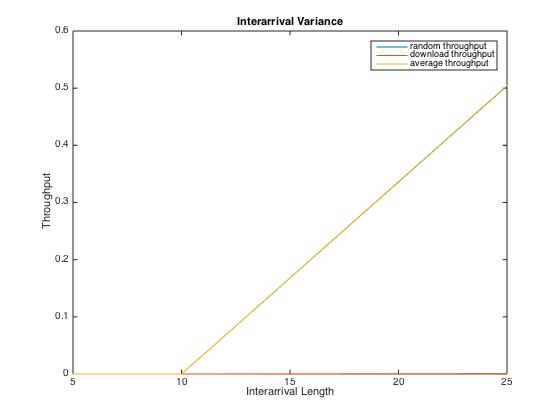 Interarrival Variance
random throughput
download throughput
average throughput
0.6
0.5
0.4
0.3
0.2
0.1
0
Throughput
5 10 15 20 25
Interarrival Length